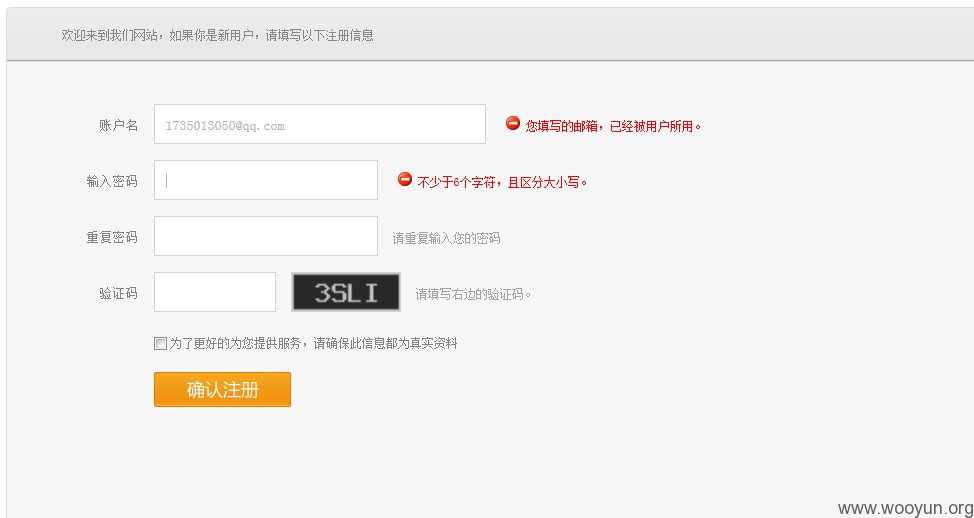 欢迎来到我们网站，如果你是新用户，请填写以下注册信息
账户名 1735013050@qq.com 您填写的邮箱，已经被用户所用。
输入密码 不少于6个字符，且区分大小写。
重复密码 请重复输入您的密码
验证码 3SLI 请填写右边的验证码。
为了更好的为您提供服务，请确保此信息都为真实资料
确认注册
www.wooyun.org